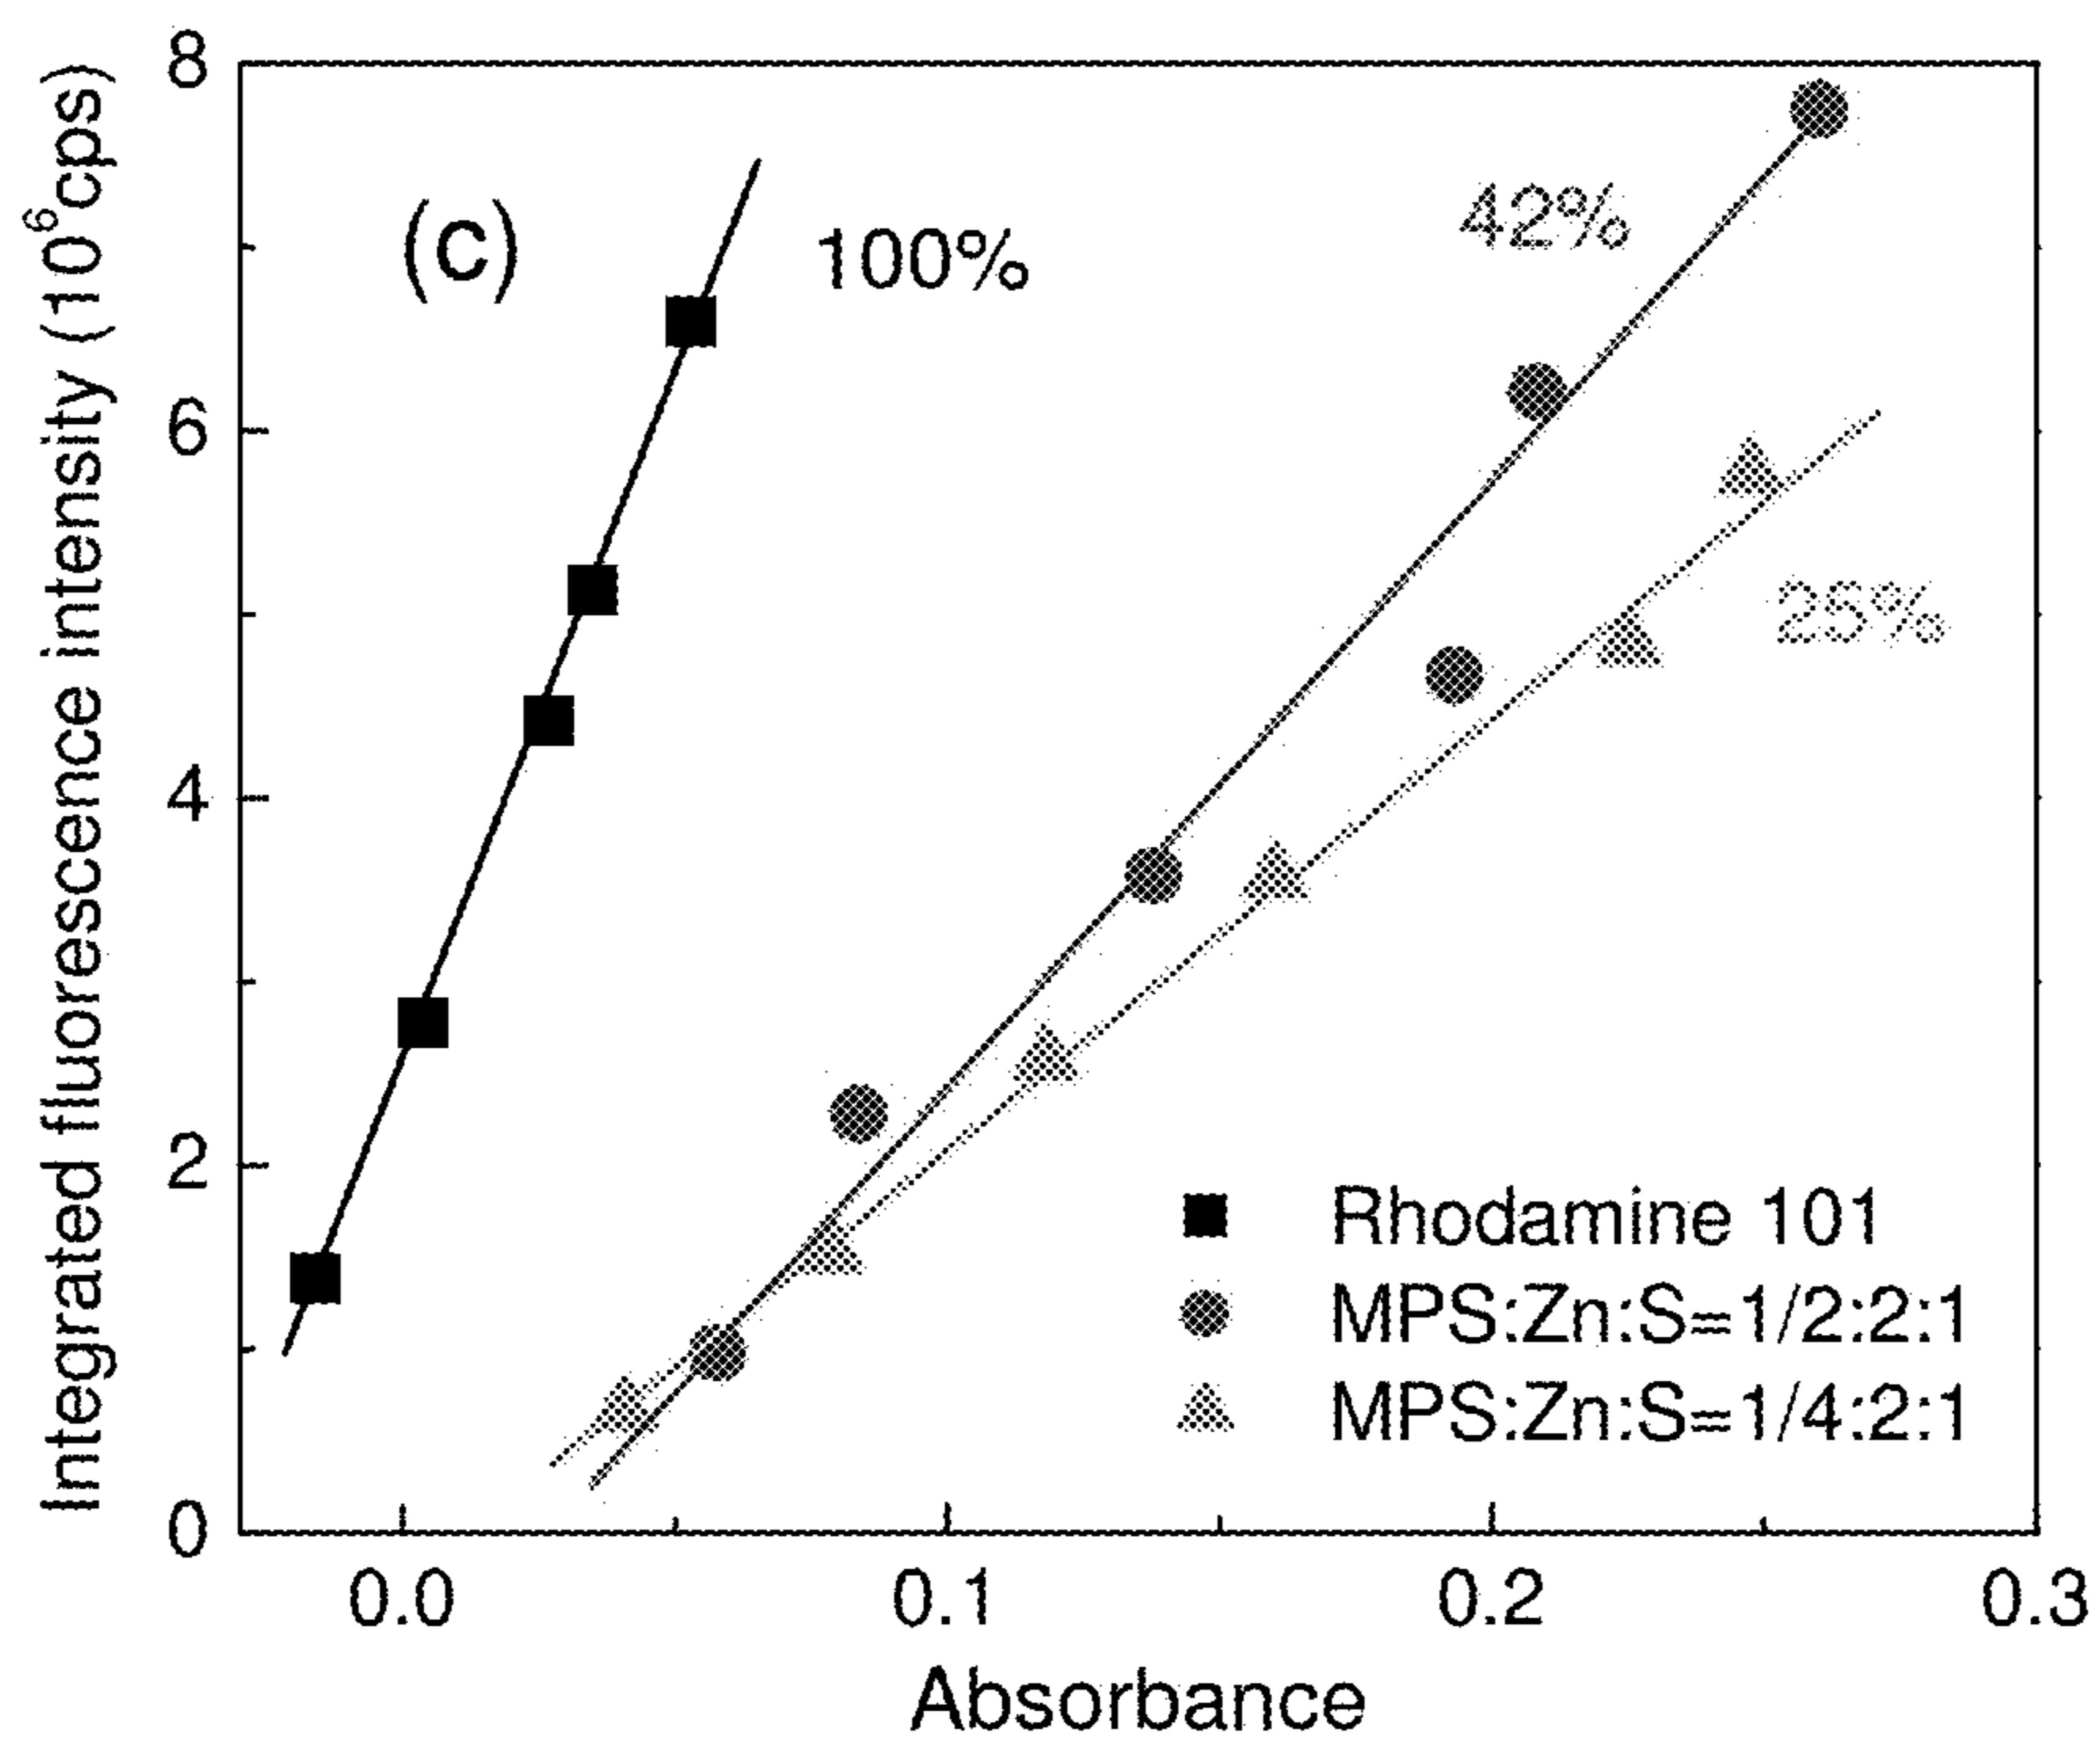 Integrated fluorescence intensity (10⁶cps)
8
6
4
2
0
(c)
100%
42%
25%
Rhodamine 101
MPS:Zn:S=1/2:2:1
MPS:Zn:S=1/4:2:1
0.0 0.1 0.2 0.3
Absorbance